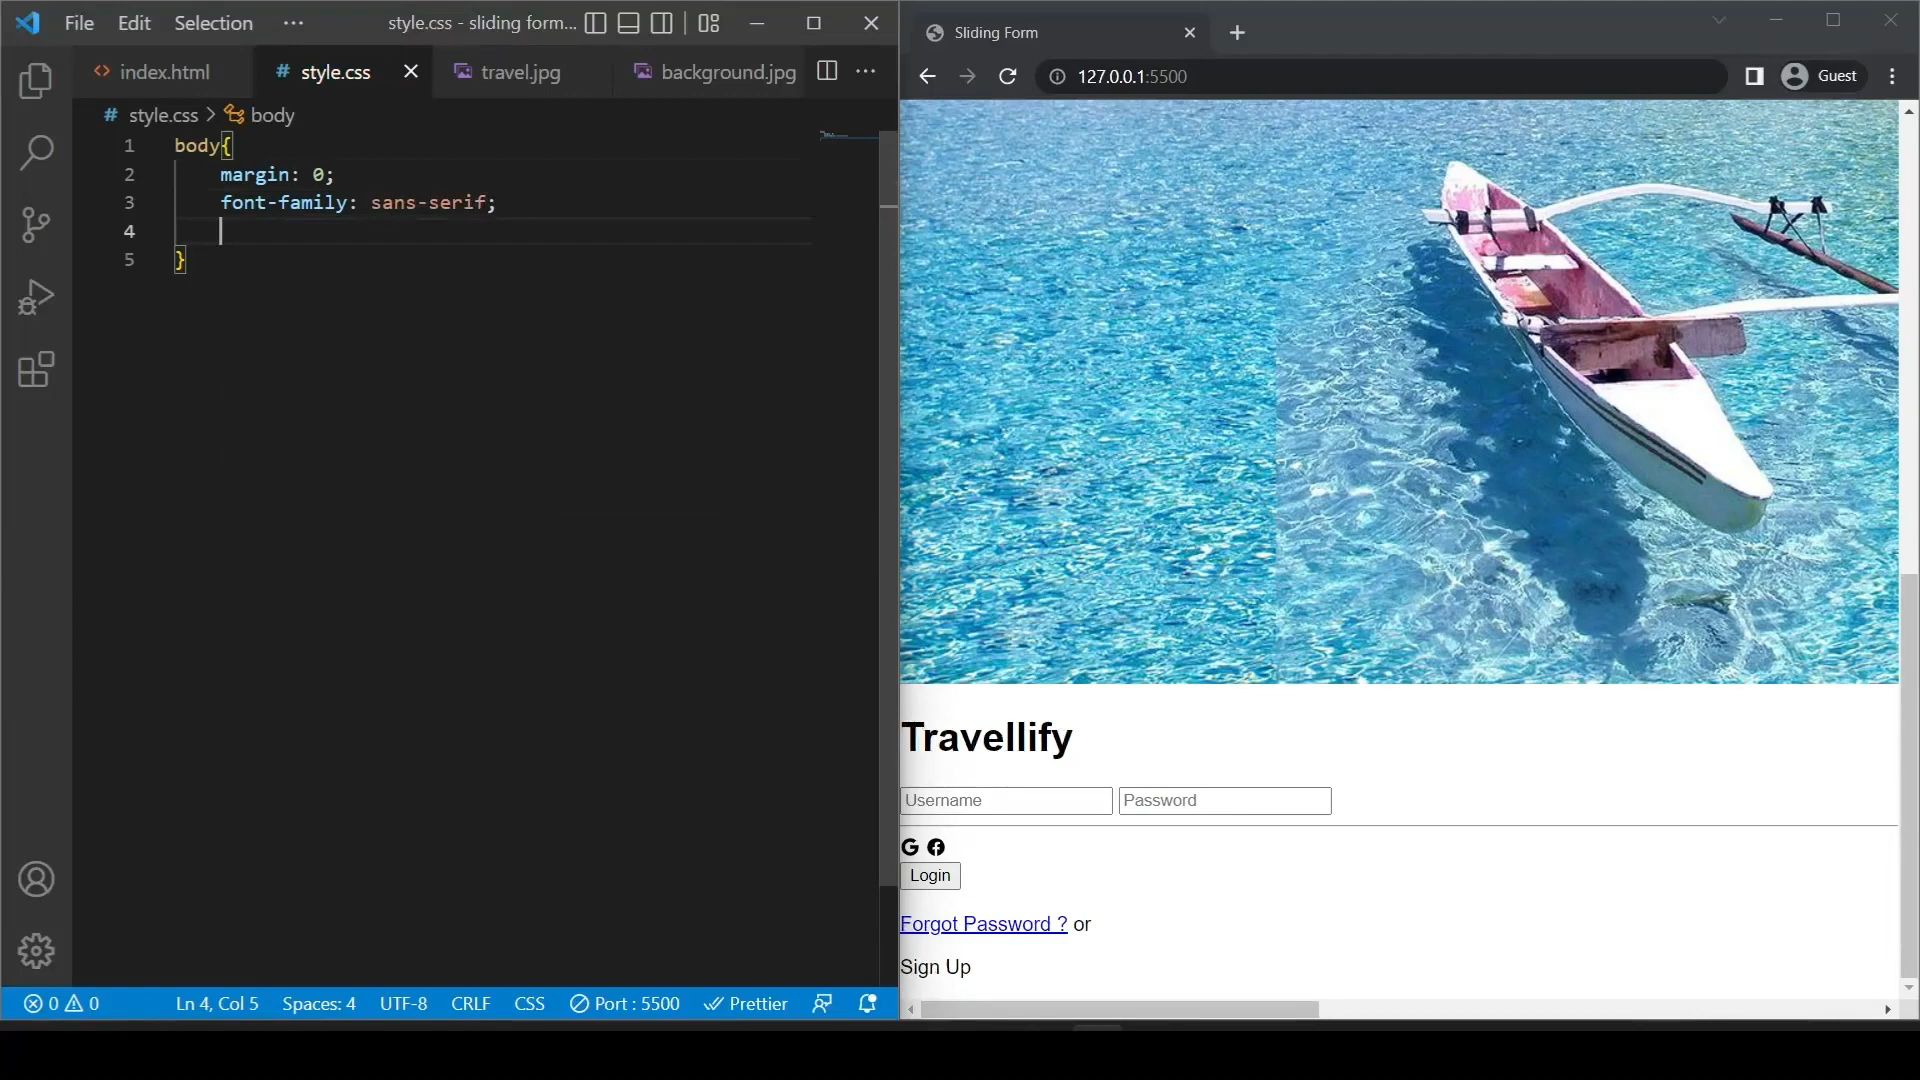 File Edit Selection ··· style.css - sliding form...
index.html # style.css travel.jpg background.jpg ···
# style.css > body
1 body{
2 margin: 0;
3 font-family: sans-serif;
4
5 }
0 0 Ln 4, Col 5 Spaces: 4 UTF-8 CRLF CSS Port : 5500 Prettier
Sliding Form
127.0.0.1:5500 Guest
Travellify
Username Password
Login
Forgot Password ? or
Sign Up